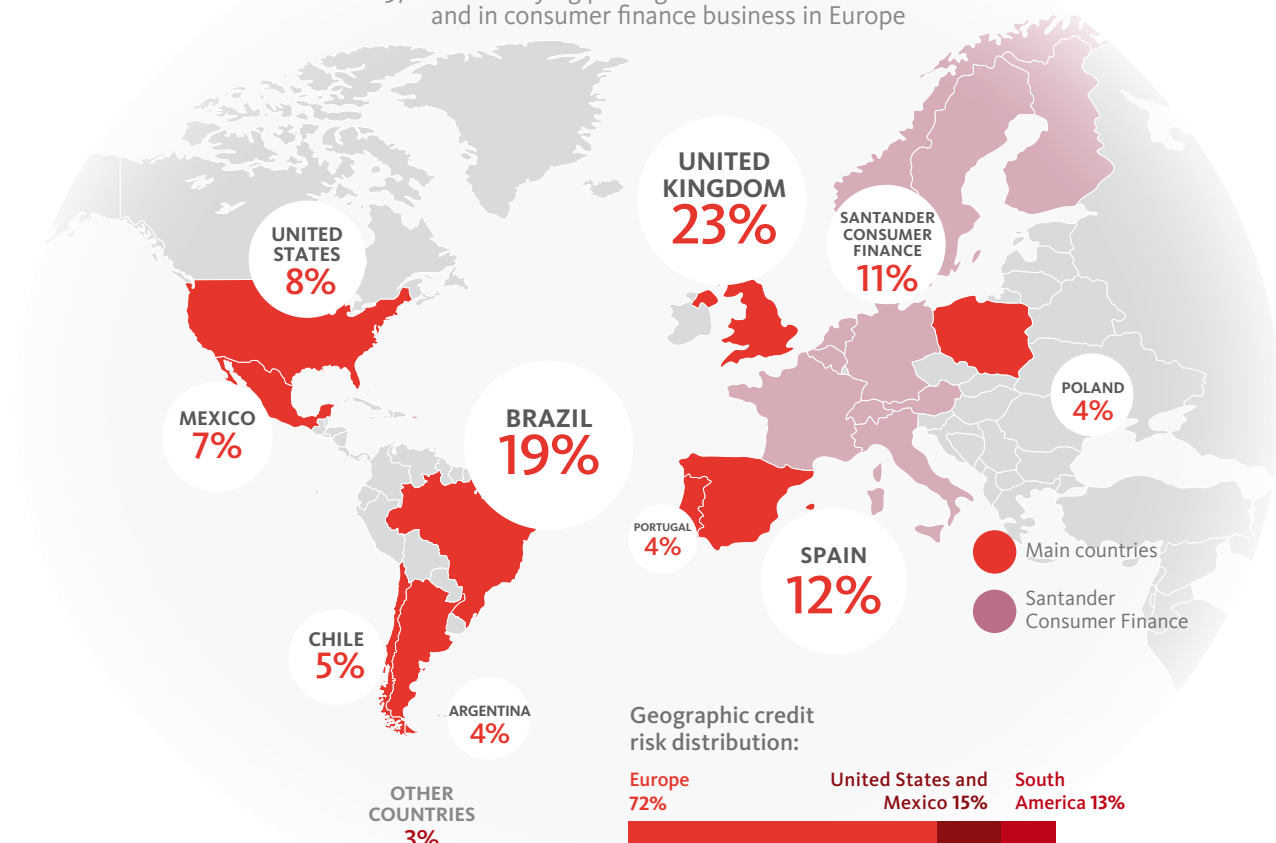 and in consumer finance business in Europe
UNITED
KINGDOM
23%
SANTANDER
CONSUMER
FINANCE
11%
UNITED
STATES
8%
POLAND
4%
MEXICO
7%
BRAZIL
19%
PORTUGAL
4%
SPAIN
12%
Main countries
Santander
Consumer Finance
CHILE
5%
ARGENTINA
4%
OTHER
COUNTRIES
3%
Geographic credit
risk distribution:
Europe
72%
United States and
Mexico 15%
South
America 13%